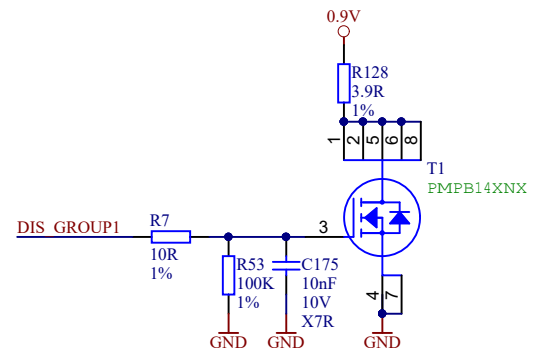 0.9V
R128
3.9R
1%
1
2
5
6
8
T1
PMPB14XNX
DIS_GROUP1
R7
10R
1%
3
R53
100K
1%
C175
10nF
10V
X7R
4
7
GND
GND
GND